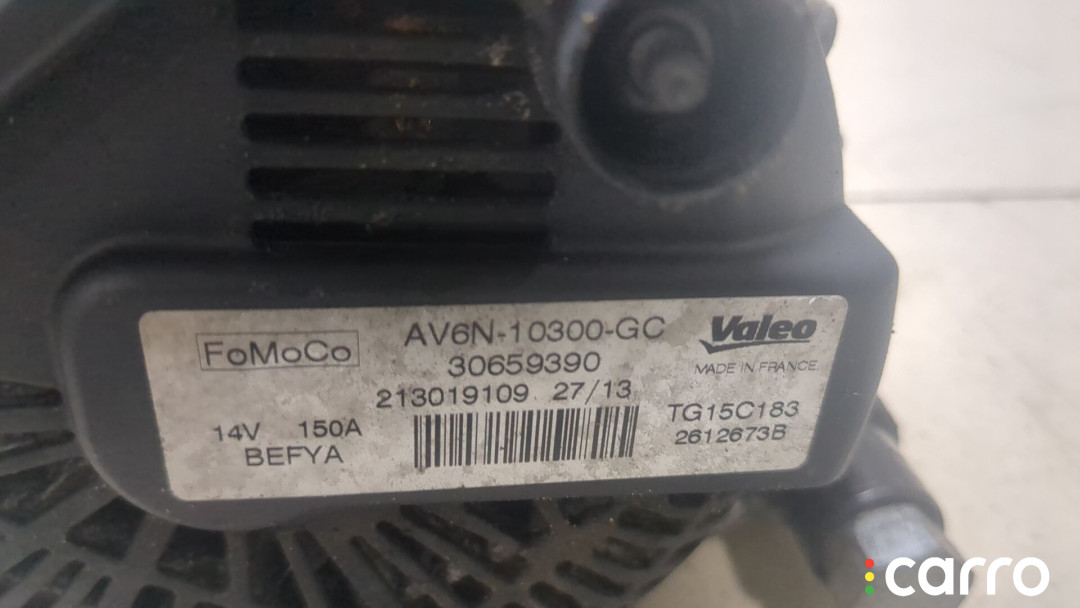 FoMoCo
AV6N-10300-GC
30659390
213019109 27/13
14V 150A
BEFYA
Valeo
MADE IN FRANCE
TG15C183
2612673B
carro